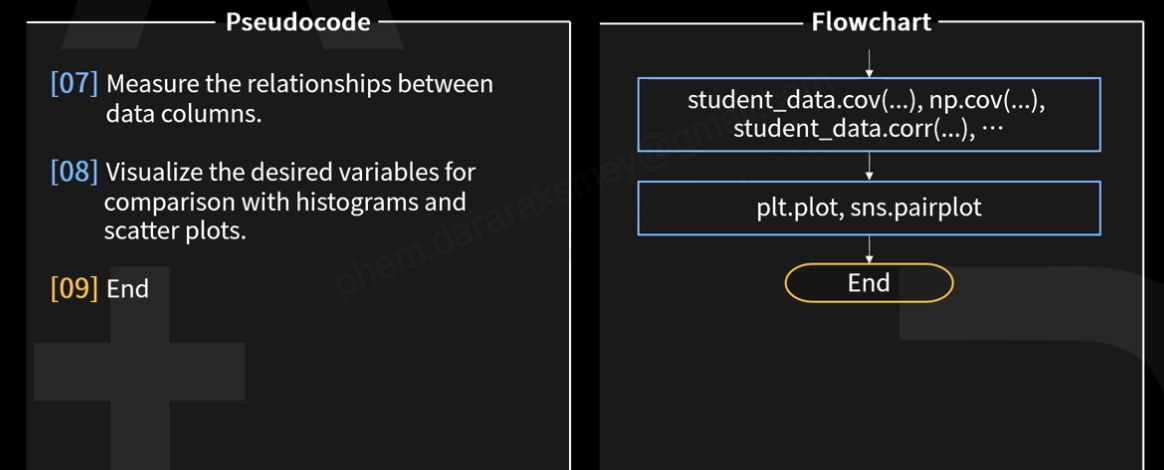 Pseudocode
[07] Measure the relationships between
data columns.
[08] Visualize the desired variables for
comparison with histograms and
scatter plots.
[09] End
Flowchart
student_data.cov(...), np.cov(...),
student_data.corr(...), ⋯
plt.plot, sns.pairplot
End